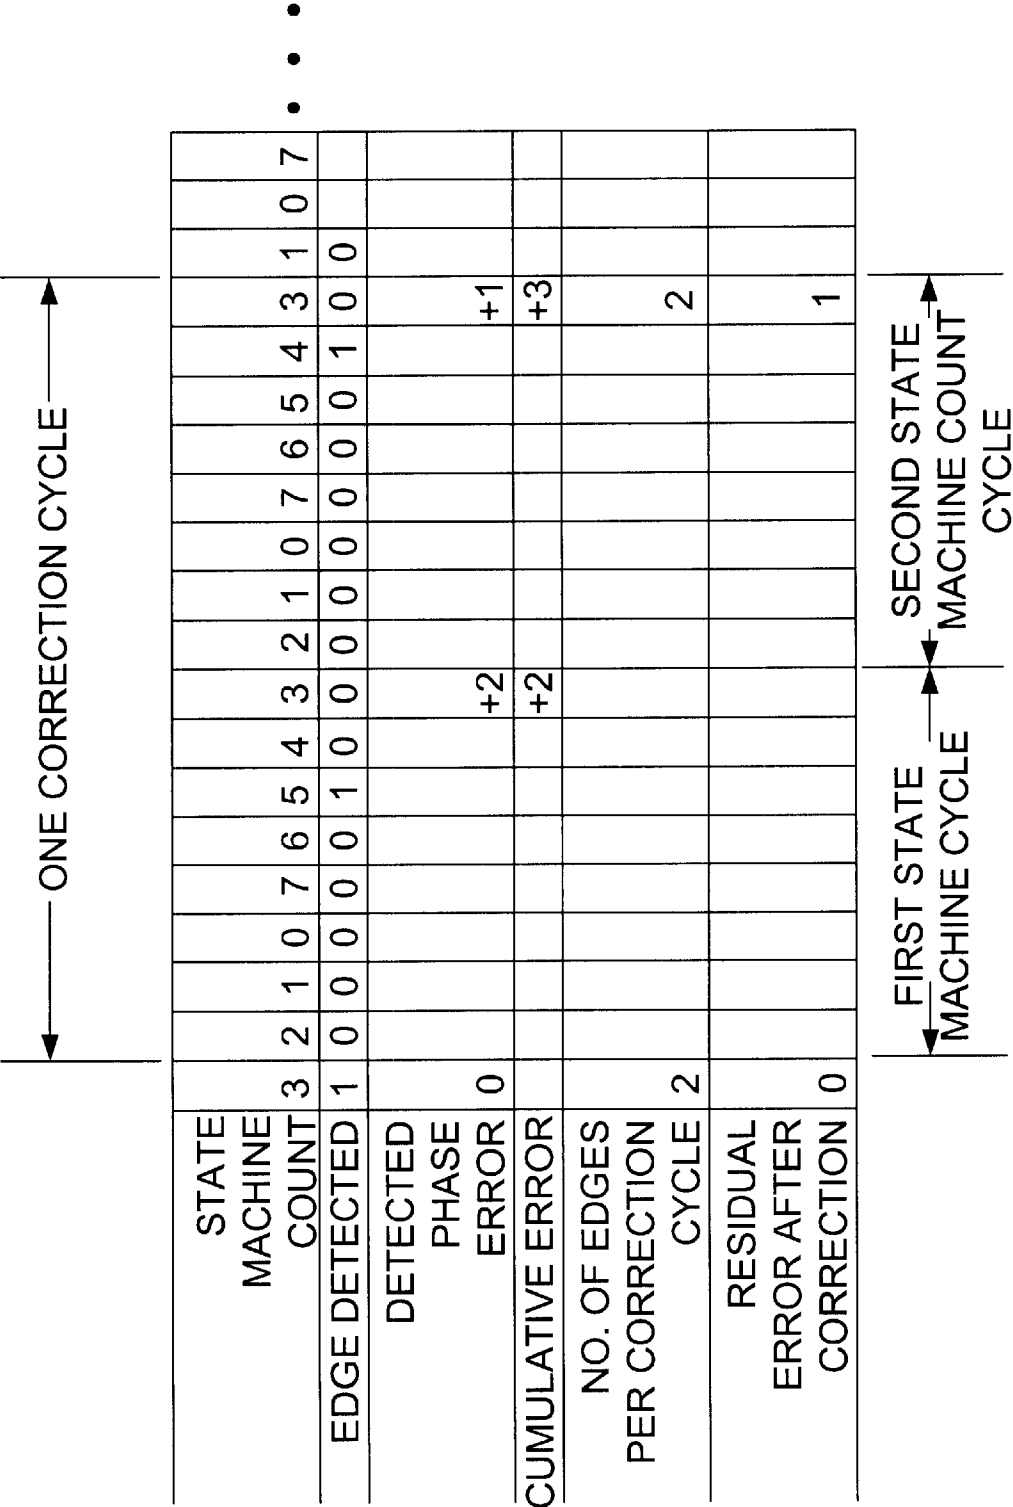 ONE CORRECTION CYCLE
STATE
MACHINE
COUNT 3 2 1 0 7 6 5 4 3 2 1 0 7 6 5 4 3 1 0 7 • • •
EDGE DETECTED 1 0 0 0 0 0 1 0 0 0 0 0 0 0 0 1 0 0
DETECTED
PHASE
ERROR 0 +2 +1
CUMULATIVE ERROR +2 +3
NO. OF EDGES
PER CORRECTION
CYCLE 2 2
RESIDUAL
ERROR AFTER
CORRECTION 0 1
FIRST STATE
MACHINE CYCLE
SECOND STATE
MACHINE COUNT
CYCLE